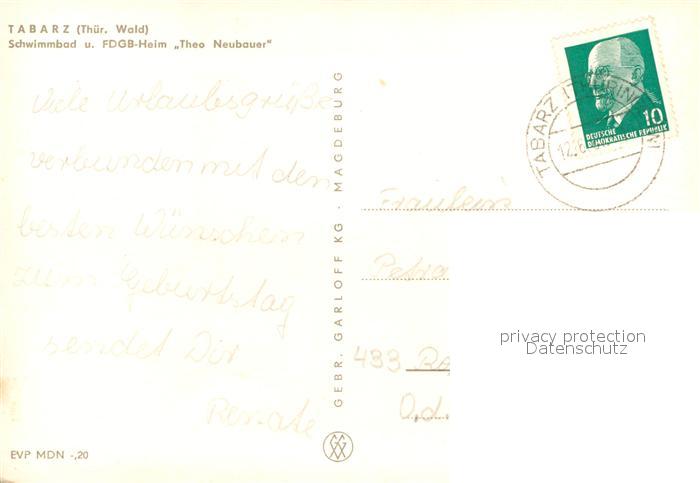 TABARZ (Thür. Wald)
Schwimmbad u. FDGB-Heim „Theo Neubauer"
Viele Urlaubsgrüße
verbunden mit den
besten Wünschen
zum Geburtstag
sendet Dir
Renate
EVP MDN -,20
GEBR. GARLOFF KG · MAGDEBURG
10
DEUTSCHE
DEMOKRATISCHE REPUBLIK
TABARZ
Fräulein
Petra
433
O.d.
privacy protection
Datenschutz